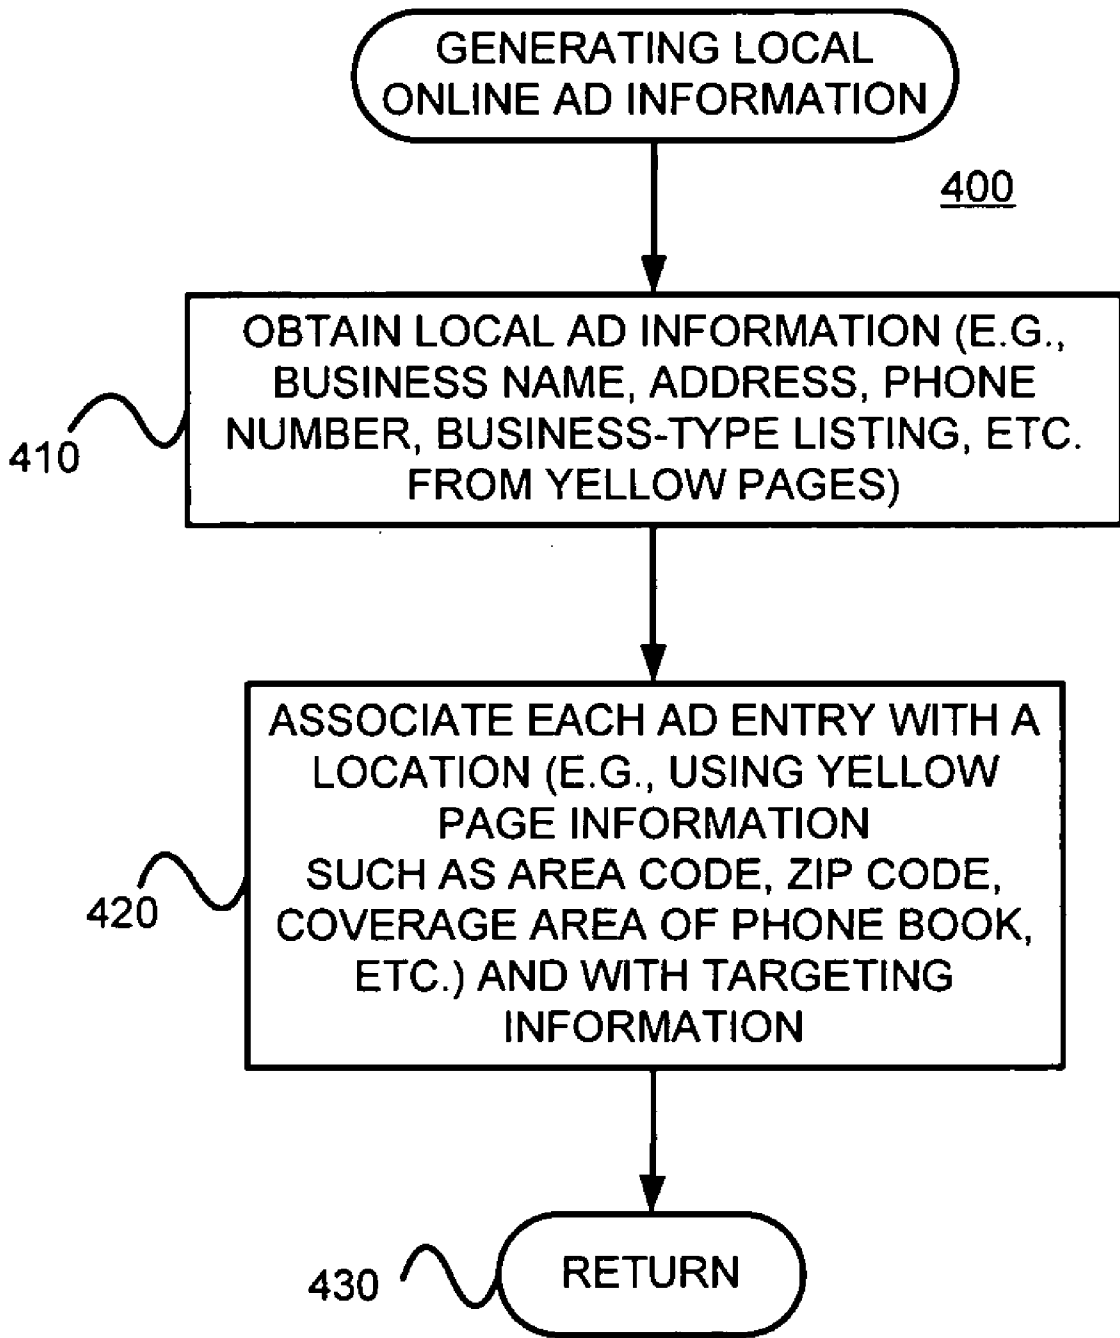 GENERATING LOCAL
ONLINE AD INFORMATION
400
OBTAIN LOCAL AD INFORMATION (E.G.,
BUSINESS NAME, ADDRESS, PHONE
NUMBER, BUSINESS-TYPE LISTING, ETC.
FROM YELLOW PAGES)
410
ASSOCIATE EACH AD ENTRY WITH A
LOCATION (E.G., USING YELLOW
PAGE INFORMATION
SUCH AS AREA CODE, ZIP CODE,
COVERAGE AREA OF PHONE BOOK,
ETC.) AND WITH TARGETING
INFORMATION
420
RETURN
430